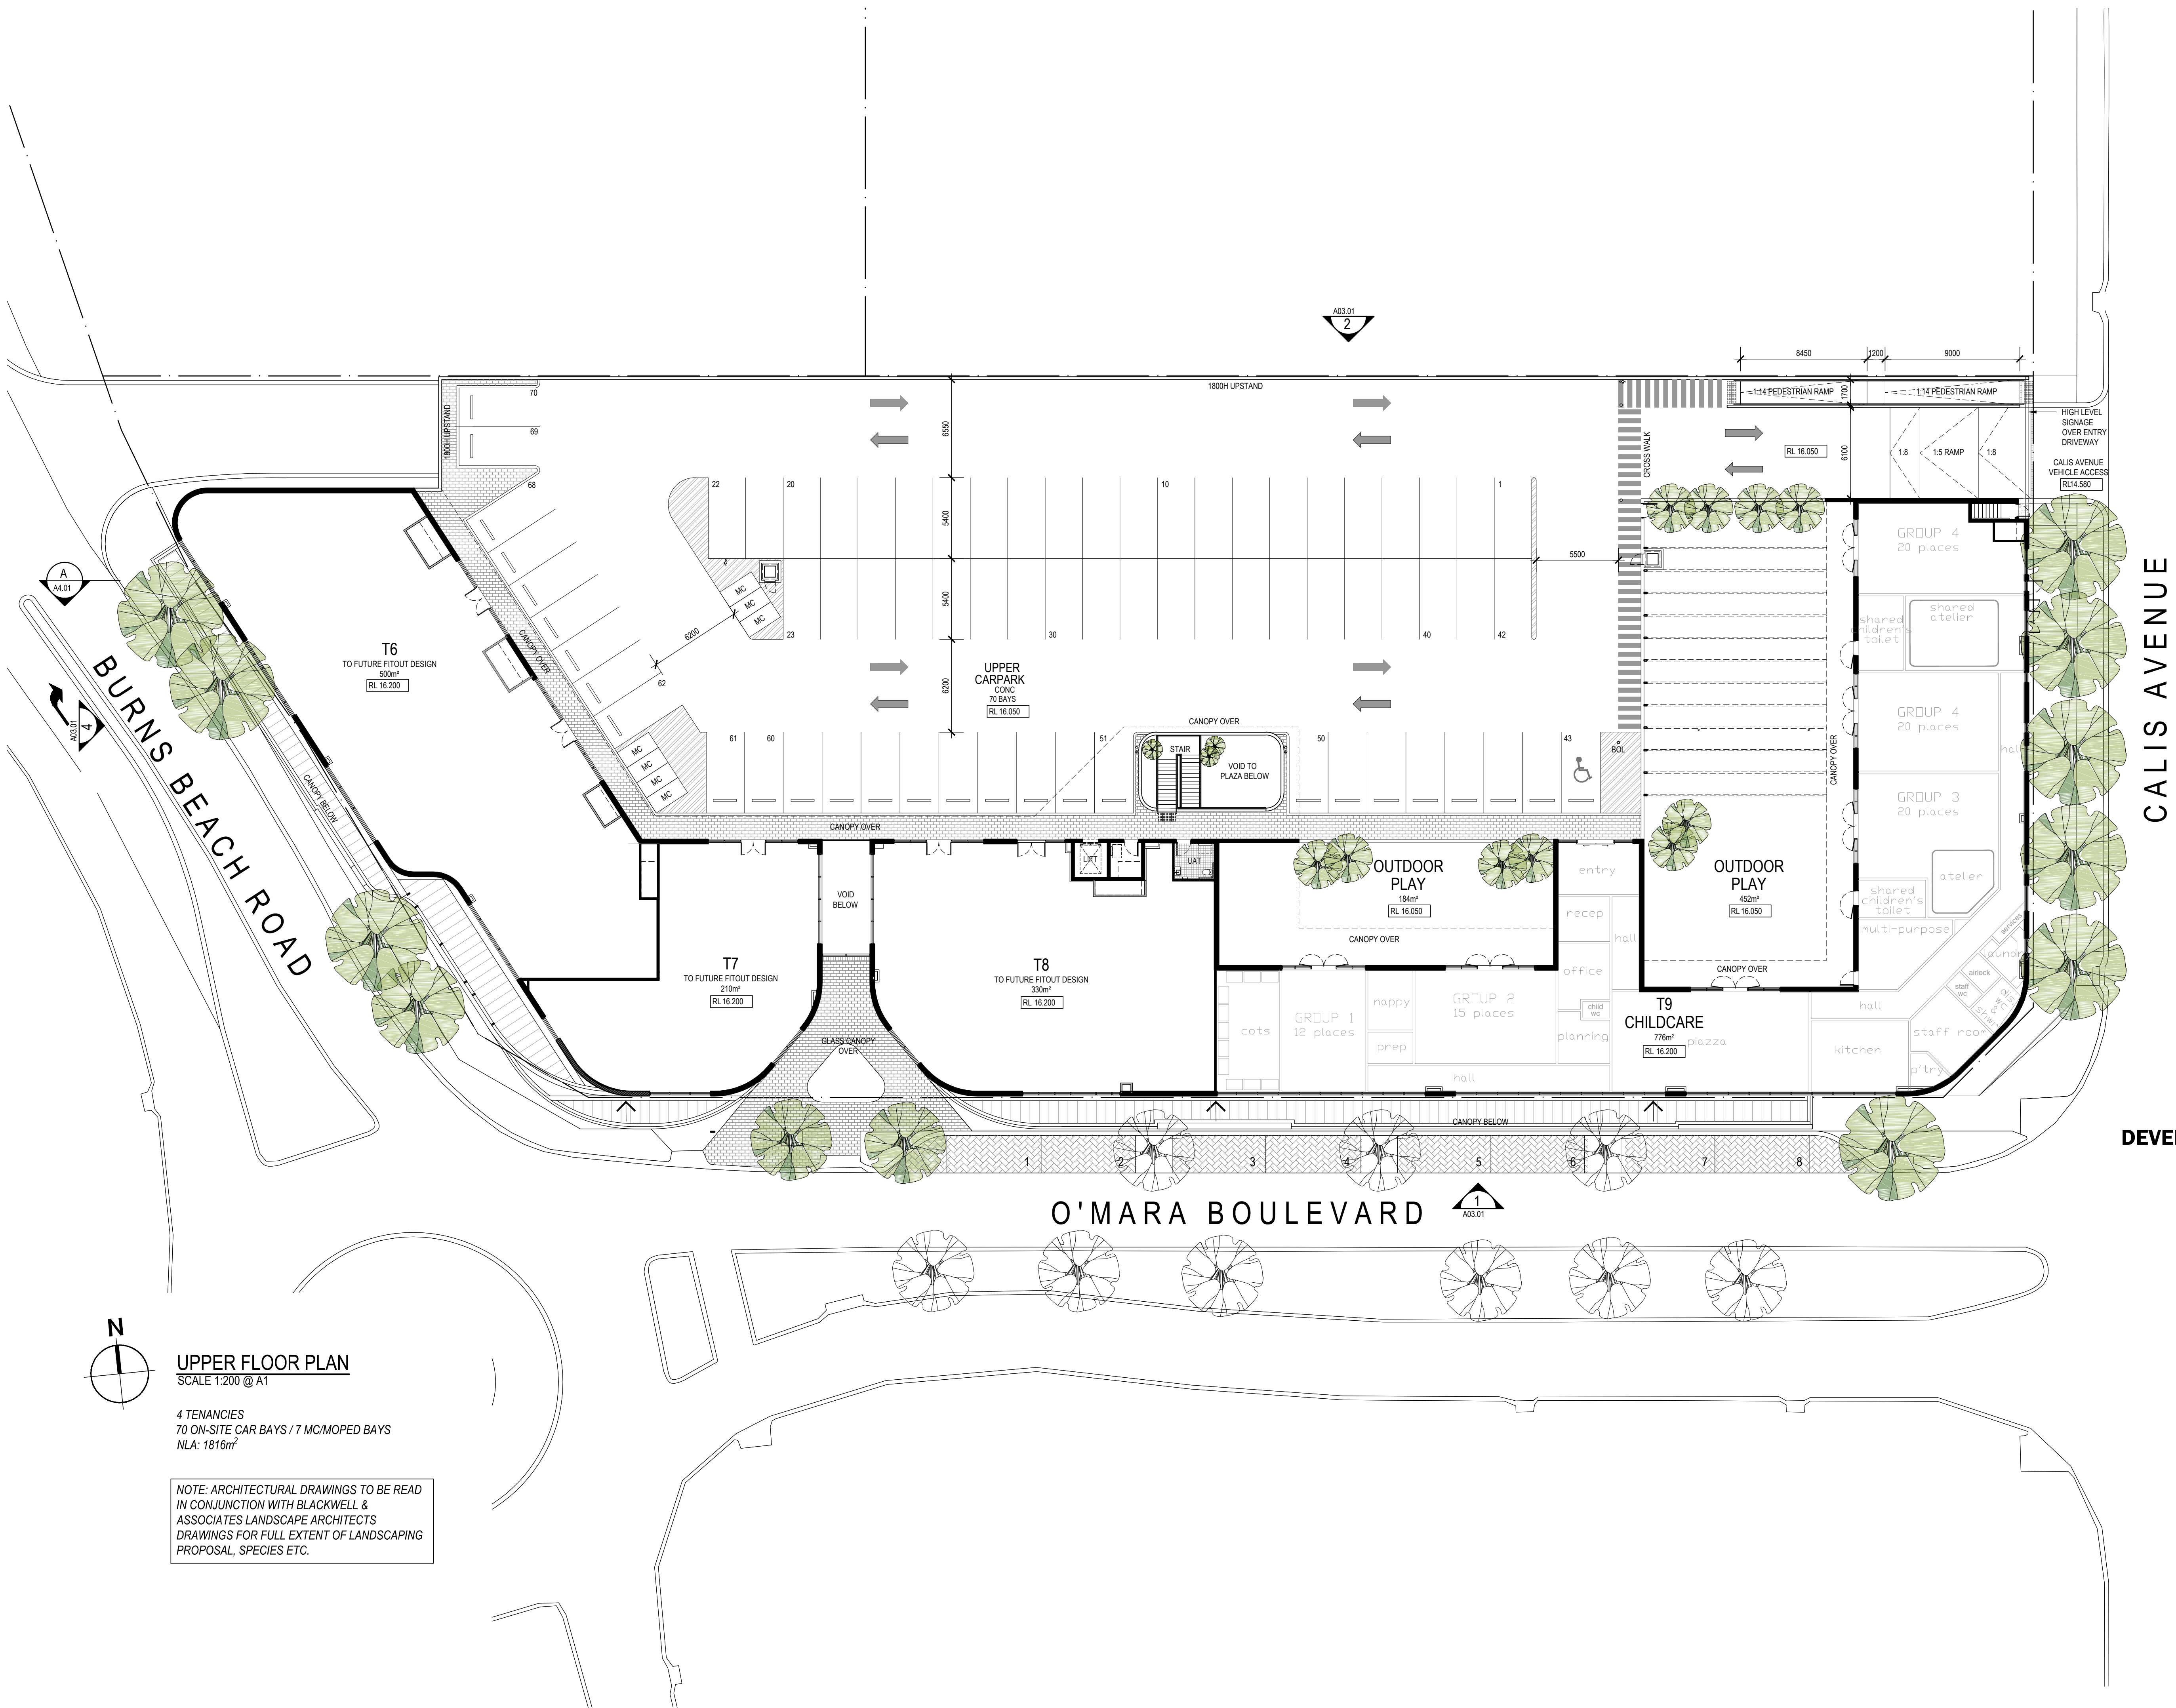 A03.01
2
8450
1200
9000
1:14 PEDESTRIAN RAMP
1700
1:14 PEDESTRIAN RAMP
1800H UPSTAND
70
1800H UPSTAND
69
68
6550
CROSS WALK
RL 16.050
6100
1:8
1:5 RAMP
1:8
HIGH LEVEL
SIGNAGE
OVER ENTRY
DRIVEWAY
CALIS AVENUE
VEHICLE ACCESS
RL14.580
22
20
10
1
5400
5400
5500
A
A4.01
MC
MC
MC
23
30
40
42
6200
62
CANOPY OVER
T6
TO FUTURE FITOUT DESIGN
500m²
RL 16.200
UPPER
CARPARK
CONC
70 BAYS
RL 16.050
6200
A03.01
4
BURNS BEACH ROAD
CANOPY BELOW
CANOPY OVER
61
60
51
50
43
BOL
STAIR
VOID TO
PLAZA BELOW
MC
MC
MC
MC
CANOPY OVER
LIFT
UAT
VOID
BELOW
OUTDOOR
PLAY
184m²
RL 16.050
CANOPY OVER
OUTDOOR
PLAY
452m²
RL 16.050
CANOPY OVER
CANOPY OVER
GROUP 4
20 places
shared
atelier
shared
children's
toilet
GROUP 4
20 places
hall
GROUP 3
20 places
atelier
shared
children's
toilet
multi-purpose
services
laundry
airlock
staff
wc
hall
staff room
kitchen
p'try
CALIS AVENUE
entry
recep
hall
office
child
wc
planning
T7
TO FUTURE FITOUT DESIGN
210m²
RL 16.200
T8
TO FUTURE FITOUT DESIGN
330m²
RL 16.200
cots
GROUP 1
12 places
nappy
prep
GROUP 2
15 places
hall
T9
CHILDCARE
776m²
RL 16.200
piazza
GLASS CANOPY
OVER
CANOPY BELOW
1
2
3
4
5
6
7
8
DEVE
O'MARA BOULEVARD
1
A03.01
N
UPPER FLOOR PLAN
SCALE 1:200 @ A1
4 TENANCIES
70 ON-SITE CAR BAYS / 7 MC/MOPED BAYS
NLA: 1816m²
NOTE: ARCHITECTURAL DRAWINGS TO BE READ
IN CONJUNCTION WITH BLACKWELL &
ASSOCIATES LANDSCAPE ARCHITECTS
DRAWINGS FOR FULL EXTENT OF LANDSCAPING
PROPOSAL, SPECIES ETC.